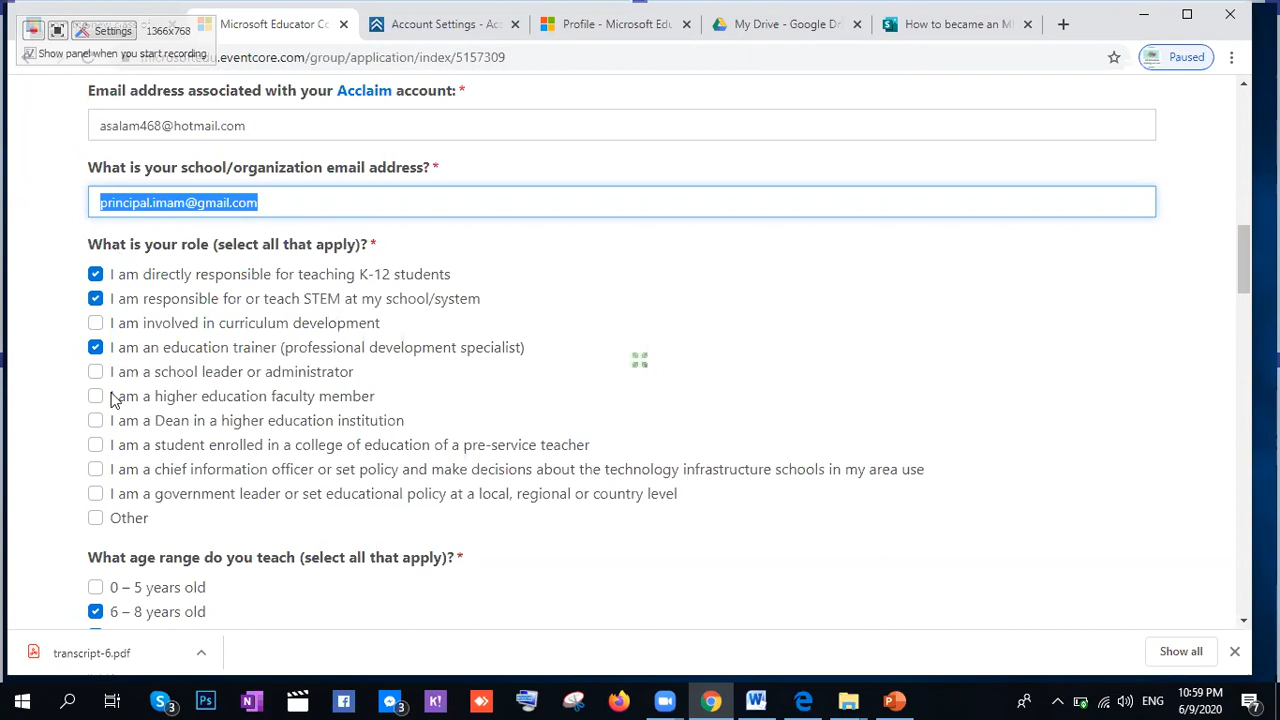 Microsoft Educator Ce
Account Settings - Acc
Profile - Microsoft Edu
My Drive - Google Dr
How to became an MI
Settings
1366x768
Show panel when you start recording
eventcore.com/group/application/index/5157309
Paused
Email address associated with your Acclaim account: *
asalam468@hotmail.com
What is your school/organization email address? *
principal.imam@gmail.com
What is your role (select all that apply)? *
I am directly responsible for teaching K-12 students
I am responsible for or teach STEM at my school/system
I am involved in curriculum development
I am an education trainer (professional development specialist)
I am a school leader or administrator
I am a higher education faculty member
I am a Dean in a higher education institution
I am a student enrolled in a college of education of a pre-service teacher
I am a chief information officer or set policy and make decisions about the technology infrastructure schools in my area use
I am a government leader or set educational policy at a local, regional or country level
Other
What age range do you teach (select all that apply)? *
0 – 5 years old
6 – 8 years old
transcript-6.pdf
Show all
ENG
10:59 PM
6/9/2020